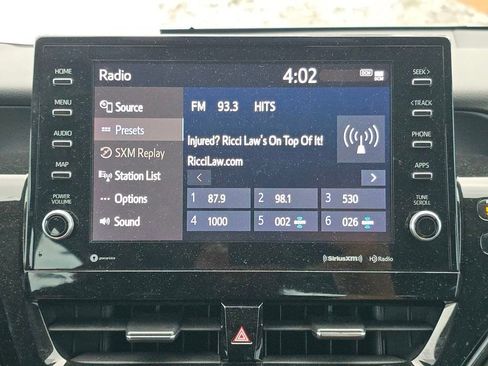 HOME
MENU
AUDIO
MAP
POWER
VOLUME
Radio
4:02
DCM
Source
Presets
SXM Replay
Station List
Options
Sound
FM 93.3 HITS
Injured? Ricci Law's On Top Of It!
RicciLaw.com
< >
1 87.9 2 98.1 3 530
4 1000 5 002 6 026
SEEK >
< TRACK
PHONE
APPS
TUNE
SCROLL
((SiriusXM))
HD Radio